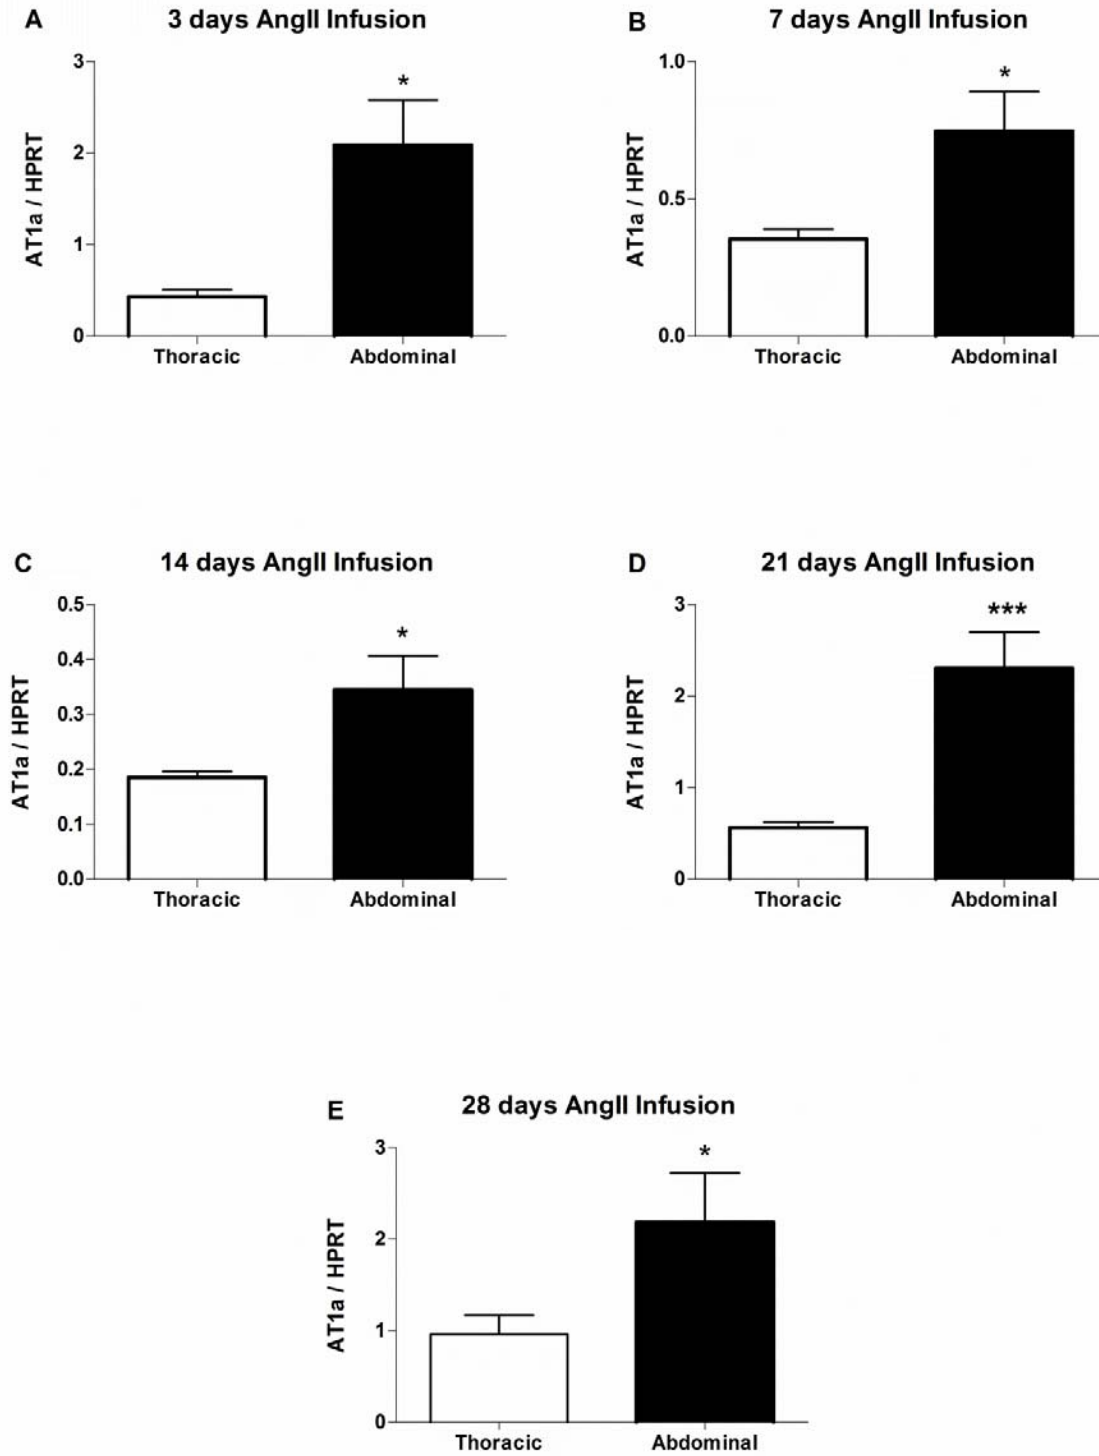 A 3 days AngII Infusion
3
*
2
1
0
AT1a / HPRT
Thoracic Abdominal
B 7 days AngII Infusion
1.0
*
0.5
0.0
AT1a / HPRT
Thoracic Abdominal
C 14 days AngII Infusion
0.5
0.4
*
0.3
0.2
0.1
0.0
AT1a / HPRT
Thoracic Abdominal
D 21 days AngII Infusion
3
***
2
1
0
AT1a / HPRT
Thoracic Abdominal
E 28 days AngII Infusion
3
*
2
1
0
AT1a / HPRT
Thoracic Abdominal